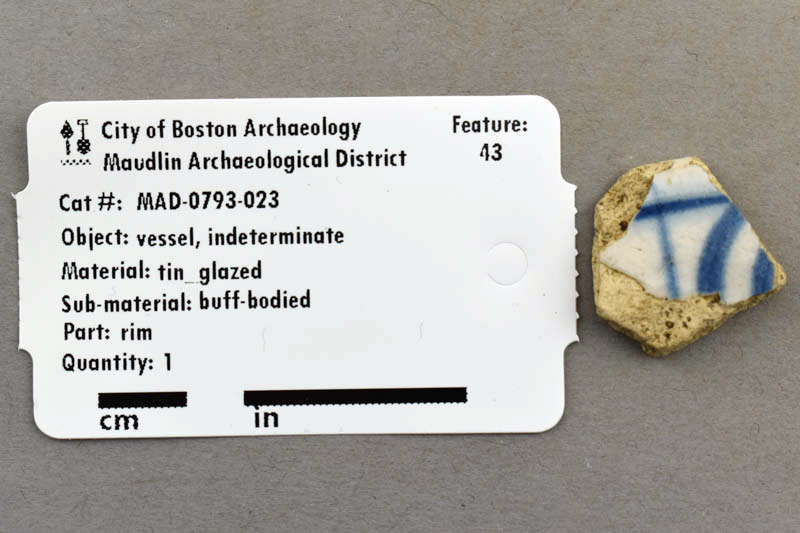 City of Boston Archaeology
Maudlin Archaeological District
Feature:
43
Cat #: MAD-0793-023
Object: vessel, indeterminate
Material: tin_glazed
Sub-material: buff-bodied
Part: rim
Quantity: 1
cm
in